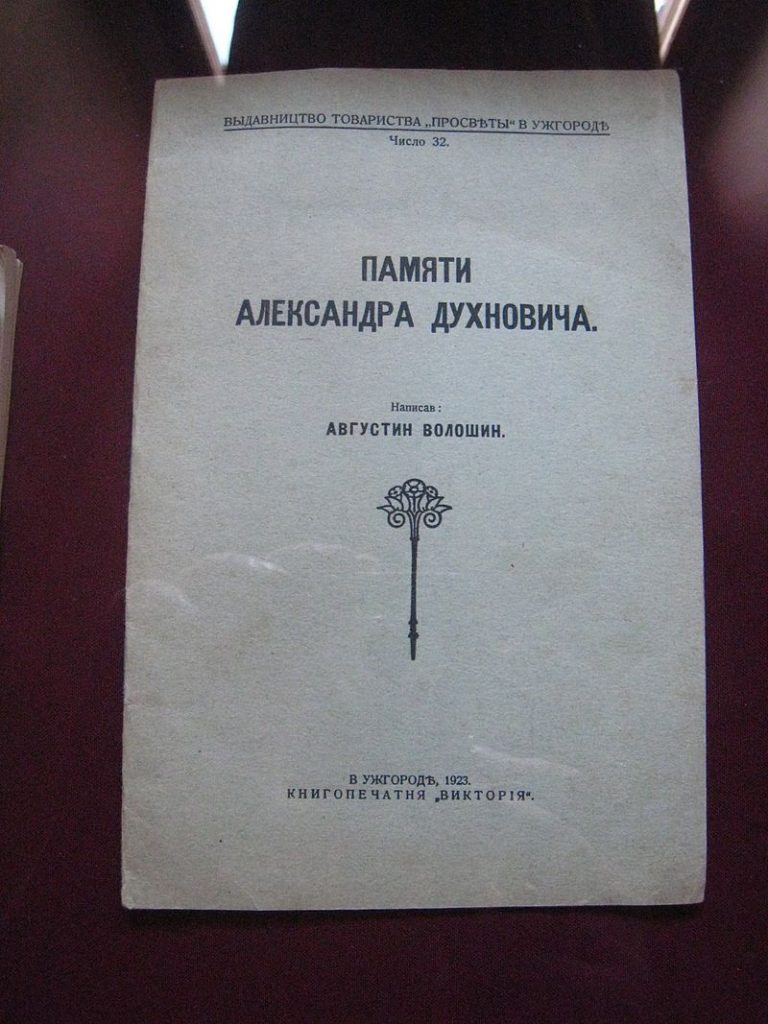 ВЫДАВНИЦТВО ТОВАРИСТВА „ПРОСВѢТЫ“ В УЖГОРОДѢ
Число 32.
ПАМЯТИ
АЛЕКСАНДРА ДУХНОВИЧА.
Написав:
АВГУСТИН ВОЛОШИН.
В УЖГОРОДѢ, 1923.
КНИГОПЕЧАТНЯ „ВИКТОРІЯ“.